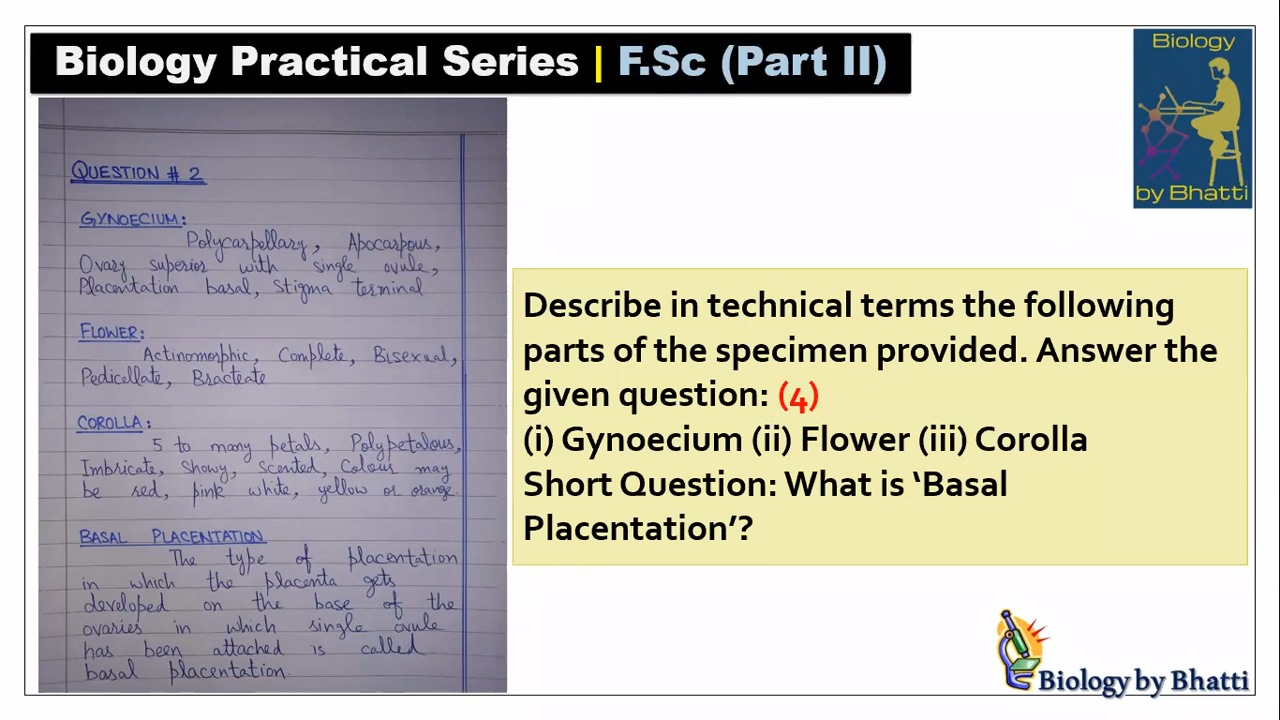 Biology Practical Series | F.Sc (Part II)
Biology
by Bhatti
QUESTION # 2
GYNOECIUM:
Polycarpellary, Apocarpous,
Ovary superior with single ovule,
Placentation basal, Stigma terminal
FLOWER:
Actinomorphic, Complete, Bisexual,
Pedicellate, Bracteate
COROLLA:
5 to many petals, Polypetalous,
Imbricate, Showy, Scented, Colour may
be red, pink white, yellow or orange.
BASAL PLACENTATION
The type of placentation
in which the placenta gets
developed on the base of the
ovaries in which single ovule
has been attached is called
basal placentation.
Describe in technical terms the following
parts of the specimen provided. Answer the
given question: (4)
(i) Gynoecium (ii) Flower (iii) Corolla
Short Question: What is ‘Basal
Placentation’?
Biology by Bhatti